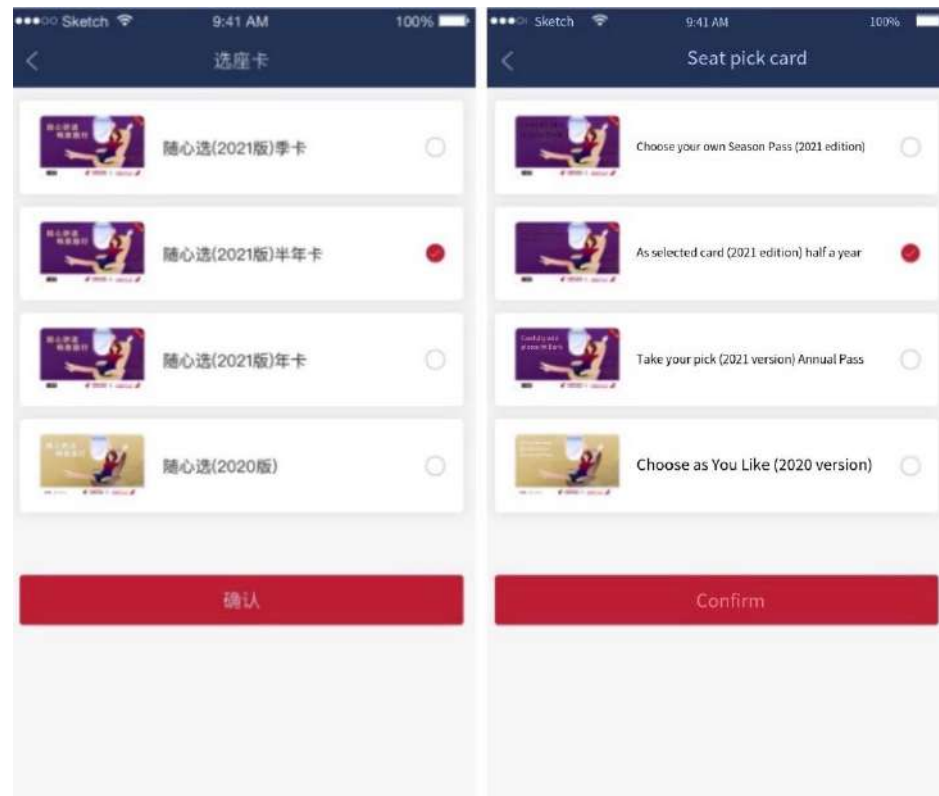 Sketch 9:41 AM 100%
选座卡
随心选(2021版)季卡
随心选(2021版)半年卡
随心选(2021版)年卡
随心选(2020版)
确认
Sketch 9:41 AM 100%
Seat pick card
Choose your own Season Pass (2021 edition)
As selected card (2021 edition) half a year
Take your pick (2021 version) Annual Pass
Choose as You Like (2020 version)
Confirm